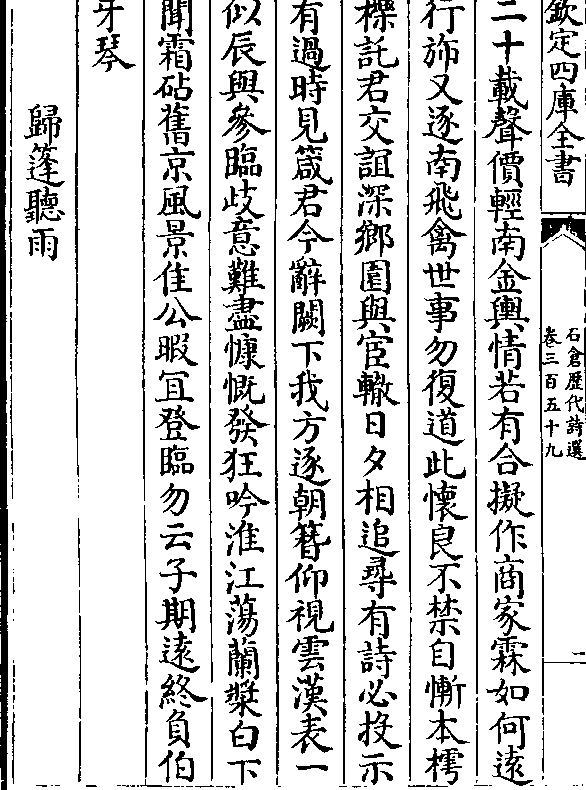 欽定四庫全書
石倉歷代詩選
卷三百五十九
二
二十載聲價輕南金輿情若有合擬作商家霖如何遠
行斾又逐南飛禽世事勿復道此懷良不禁自慚本樗
櫟託君交誼深鄉園與宦轍日夕相追尋有詩必投示
有過時見箴君今辭闕下我方逐朝簪仰視雲漢表一
似辰與參臨歧意難盡慷慨發狂吟淮江蕩蘭槳白下
聞霜砧舊京風景佳公暇宜登臨勿云子期遠終負伯
牙琴
歸篷聽雨